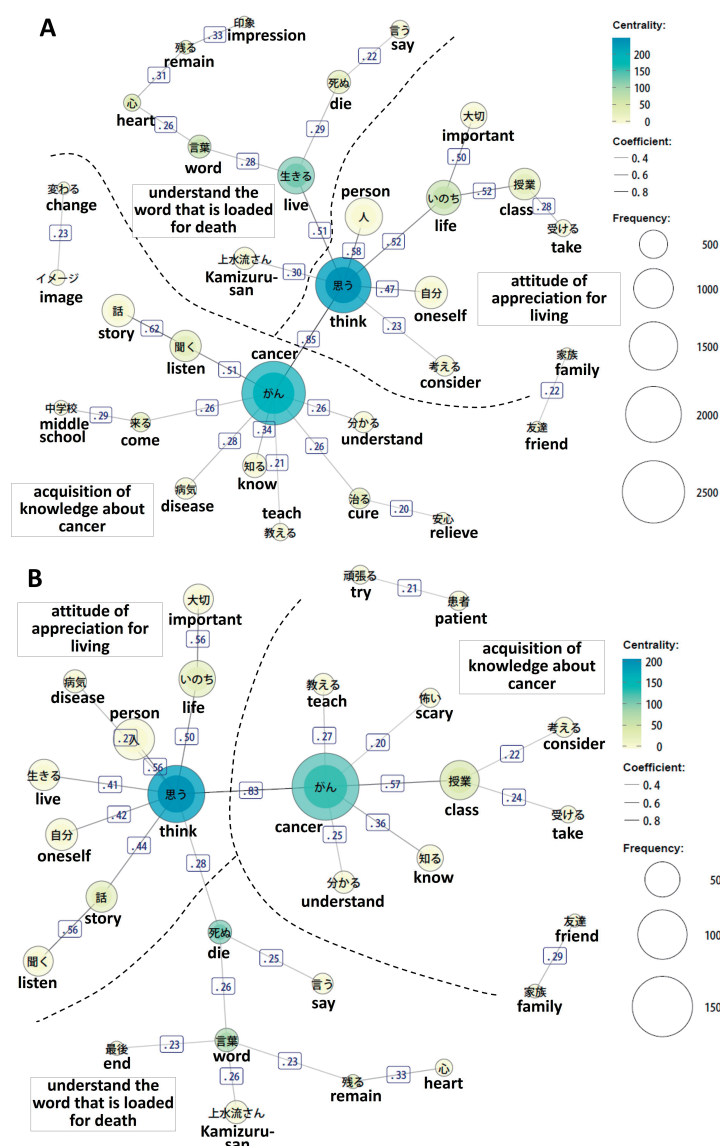 A
印象
impression
.33
残る
remain
.31
心
heart
.26
言葉
word
.28
言う
say
.22
死ぬ
die
.29
生きる
live
understand the
word that is loaded
for death
.51
大切
important
.50
いのち
life
.52
授業
class
.28
受ける
take
person
人
.58
.52
変わる
change
.23
イメージ
image
上水流さん
Kamizuru-
san
.30
思う
think
.47
自分
oneself
attitude of
appreciation for
living
.23
考える
consider
話
story
.62
聞く
listen
.51
cancer
がん
.85
家族
family
.22
友達
friend
中学校
middle
school
.29
来る
come
.26
.26
分かる
understand
.28
病気
disease
.34
知る
know
.21
teach
教える
.26
治る
cure
.20
安心
relieve
acquisition of
knowledge about
cancer
Centrality:
200
150
100
50
0
Coefficient:
0.4
0.6
0.8
Frequency:
500
1000
1500
2000
2500
B
attitude of
appreciation for
living
大切
important
.56
いのち
life
.50
病気
disease
.27
person
人
.56
生きる
live
.41
思う
think
自分
oneself
.42
.44
話
story
.56
聞く
listen
.83
頑張る
try
.21
患者
patient
acquisition of
knowledge about
cancer
教える
teach
.27
怖い
scary
.20
がん
cancer
.57
授業
class
.22
考える
consider
.24
受ける
take
.36
知る
know
.25
分かる
understand
.28
死ぬ
die
.25
言う
say
.26
友達
friend
.29
家族
family
最後
end
.23
言葉
word
.23
残る
remain
.33
心
heart
.26
上水流さん
Kamizuru-
san
understand the
word that is loaded
for death
Centrality:
200
150
100
50
0
Coefficient:
0.4
0.6
0.8
Frequency:
50
100
150